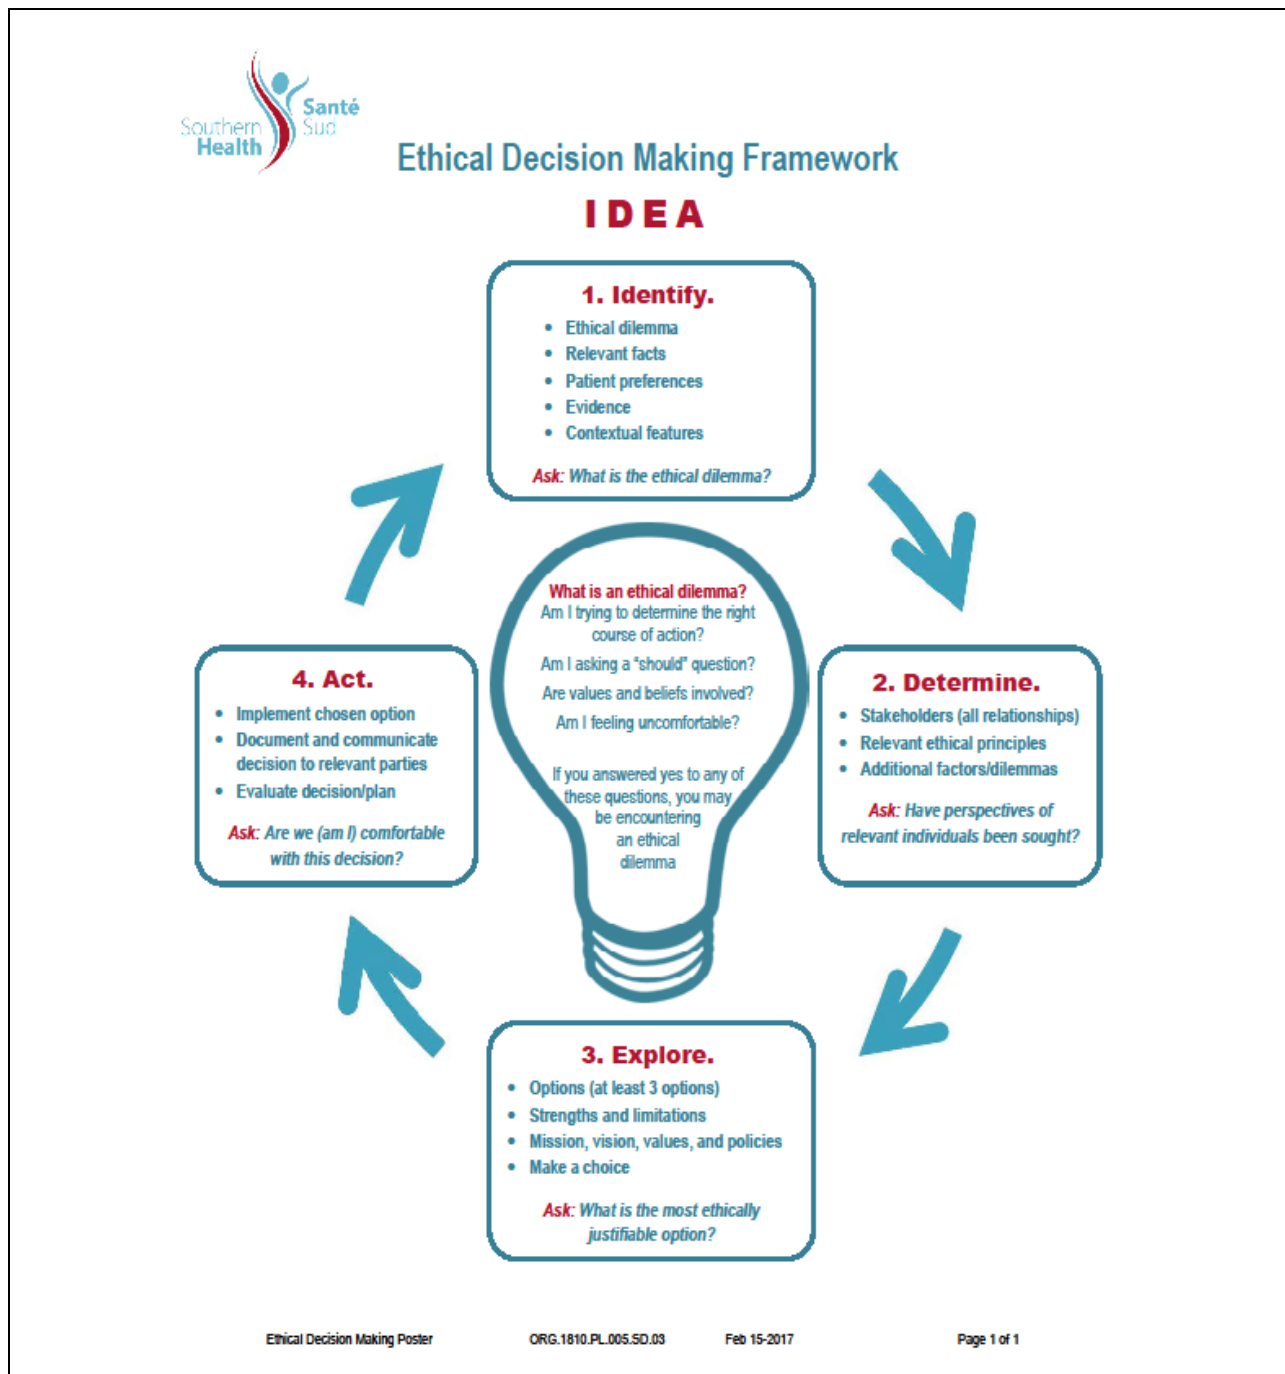 Southern Santé
Health Sud
Ethical Decision Making Framework
IDEA
1. Identify.
• Ethical dilemma
• Relevant facts
• Patient preferences
• Evidence
• Contextual features
Ask: What is the ethical dilemma?
What is an ethical dilemma?
Am I trying to determine the right
course of action?
Am I asking a "should" question?
Are values and beliefs involved?
Am I feeling uncomfortable?
If you answered yes to any of
these questions, you may
be encountering
an ethical
dilemma
2. Determine.
• Stakeholders (all relationships)
• Relevant ethical principles
• Additional factors/dilemmas
Ask: Have perspectives of
relevant individuals been sought?
3. Explore.
• Options (at least 3 options)
• Strengths and limitations
• Mission, vision, values, and policies
• Make a choice
Ask: What is the most ethically
justifiable option?
4. Act.
• Implement chosen option
• Document and communicate
decision to relevant parties
• Evaluate decision/plan
Ask: Are we (am I) comfortable
with this decision?
Ethical Decision Making Poster ORG.1810.PL.005.SD.03 Feb 15-2017 Page 1 of 1